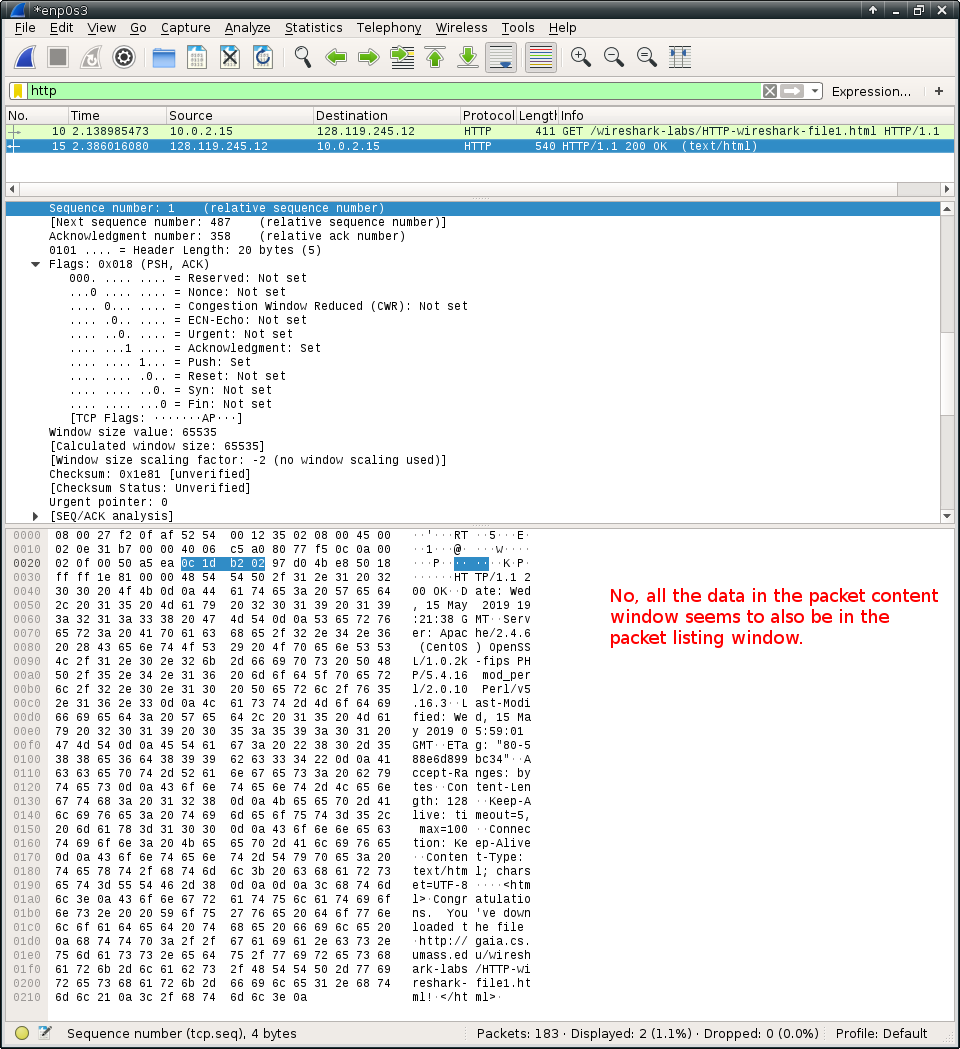 *enp0s3
File Edit View Go Capture Analyze Statistics Telephony Wireless Tools Help
http
Expression... +
No. Time Source Destination Protocol Length Info
10 2.138985473 10.0.2.15 128.119.245.12 HTTP 411 GET /wireshark-labs/HTTP-wireshark-file1.html HTTP/1.1
15 2.386016080 128.119.245.12 10.0.2.15 HTTP 540 HTTP/1.1 200 OK  (text/html)
Sequence number: 1    (relative sequence number)
[Next sequence number: 487    (relative sequence number)]
Acknowledgment number: 358    (relative ack number)
0101 .... = Header Length: 20 bytes (5)
Flags: 0x018 (PSH, ACK)
000. .... .... = Reserved: Not set
...0 .... .... = Nonce: Not set
.... 0... .... = Congestion Window Reduced (CWR): Not set
.... .0.. .... = ECN-Echo: Not set
.... ..0. .... = Urgent: Not set
.... ...1 .... = Acknowledgment: Set
.... .... 1... = Push: Set
.... .... .0.. = Reset: Not set
.... .... ..0. = Syn: Not set
.... .... ...0 = Fin: Not set
[TCP Flags: ·······AP···]
Window size value: 65535
[Calculated window size: 65535]
[Window size scaling factor: -2 (no window scaling used)]
Checksum: 0x1e81 [unverified]
[Checksum Status: Unverified]
Urgent pointer: 0
[SEQ/ACK analysis]
0000 08 00 27 f2 0f af 52 54 00 12 35 02 08 00 45 00 ··'···RT ··5···E·
0010 02 0e 31 b7 00 00 40 06 c5 a0 80 77 f5 0c 0a 00 ··1···@· ···w····
0020 02 0f 00 50 a5 ea 0c 1d b2 02 97 d0 4b e8 50 18 ···P···· ····K·P·
0030 ff ff 1e 81 00 00 48 54 54 50 2f 31 2e 31 20 32 ······HT TP/1.1 2
0040 30 30 20 4f 4b 0d 0a 44 61 74 65 3a 20 57 65 64 00 OK··D ate: Wed
0050 2c 20 31 35 20 4d 61 79 20 32 30 31 39 20 31 39 , 15 May  2019 19
0060 3a 32 31 3a 33 38 20 47 4d 54 0d 0a 53 65 72 76 :21:38 G MT··Serv
0070 65 72 3a 20 41 70 61 63 68 65 2f 32 2e 34 2e 36 er: Apac he/2.4.6
0080 20 28 43 65 6e 74 4f 53 29 20 4f 70 65 6e 53 53 (CentOS ) OpenSS
0090 4c 2f 31 2e 30 2e 32 6b 2d 66 69 70 73 20 50 48 L/1.0.2k -fips PH
00a0 50 2f 35 2e 34 2e 31 36 20 6d 6f 64 5f 70 65 72 P/5.4.16  mod_per
00b0 6c 2f 32 2e 30 2e 31 30 20 50 65 72 6c 2f 76 35 l/2.0.10  Perl/v5
00c0 2e 31 36 2e 33 0d 0a 4c 61 73 74 2d 4d 6f 64 69 .16.3··L ast-Modi
00d0 66 69 65 64 3a 20 57 65 64 2c 20 31 35 20 4d 61 fied: We d, 15 Ma
00e0 79 20 32 30 31 39 20 30 35 3a 35 39 3a 30 31 20 y 2019 0 5:59:01
00f0 47 4d 54 0d 0a 45 54 61 67 3a 20 22 38 30 2d 35 GMT··ETa g: "80-5
0100 38 38 65 36 64 38 39 39 62 63 33 34 22 0d 0a 41 88e6d899 bc34"··A
0110 63 63 65 70 74 2d 52 61 6e 67 65 73 3a 20 62 79 ccept-Ra nges: by
0120 74 65 73 0d 0a 43 6f 6e 74 65 6e 74 2d 4c 65 6e tes··Con tent-Len
0130 67 74 68 3a 20 31 32 38 0d 0a 4b 65 65 70 2d 41 gth: 128 ··Keep-A
0140 6c 69 76 65 3a 20 74 69 6d 65 6f 75 74 3d 35 2c live: ti meout=5,
0150 20 6d 61 78 3d 31 30 30 0d 0a 43 6f 6e 6e 65 63 max=100 ··Connec
0160 74 69 6f 6e 3a 20 4b 65 65 70 2d 41 6c 69 76 65 tion: Ke ep-Alive
0170 0d 0a 43 6f 6e 74 65 6e 74 2d 54 79 70 65 3a 20 ··Conten t-Type:
0180 74 65 78 74 2f 68 74 6d 6c 3b 20 63 68 61 72 73 text/htm l; chars
0190 65 74 3d 55 54 46 2d 38 0d 0a 0d 0a 3c 68 74 6d et=UTF-8 ····<htm
01a0 6c 3e 0a 43 6f 6e 67 72 61 74 75 6c 61 74 69 6f l>·Congr atulatio
01b0 6e 73 2e 20 20 59 6f 75 27 76 65 20 64 6f 77 6e ns.  You 've down
01c0 6c 6f 61 64 65 64 20 74 68 65 20 66 69 6c 65 20 loaded t he file
01d0 0a 68 74 74 70 3a 2f 2f 67 61 69 61 2e 63 73 2e ·http:// gaia.cs.
01e0 75 6d 61 73 73 2e 65 64 75 2f 77 69 72 65 73 68 umass.ed u/wiresh
01f0 61 72 6b 2d 6c 61 62 73 2f 48 54 54 50 2d 77 69 ark-labs /HTTP-wi
0200 72 65 73 68 61 72 6b 2d 66 69 6c 65 31 2e 68 74 reshark- file1.ht
0210 6d 6c 21 0a 3c 2f 68 74 6d 6c 3e 0a ml!·</ht ml>·
No, all the data in the packet content
window seems to also be in the
packet listing window.
Sequence number (tcp.seq), 4 bytes
Packets: 183 · Displayed: 2 (1.1%) · Dropped: 0 (0.0%)
Profile: Default